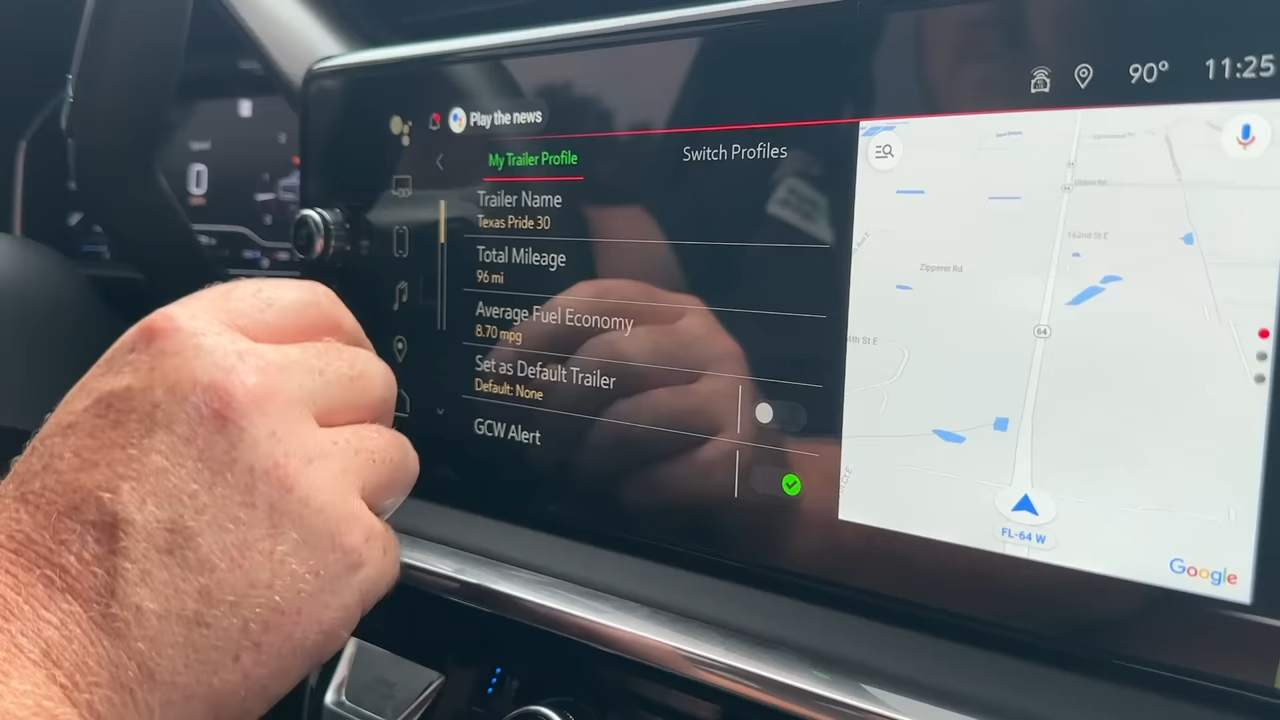 90° 11:25
Play the news
My Trailer Profile Switch Profiles
Trailer Name
Texas Pride 30
Total Mileage
96 mi
Average Fuel Economy
8.70 mpg
Set as Default Trailer
Default: None
GCW Alert
0
162nd St E
Zipperer Rd
64
FL-64 W
Google